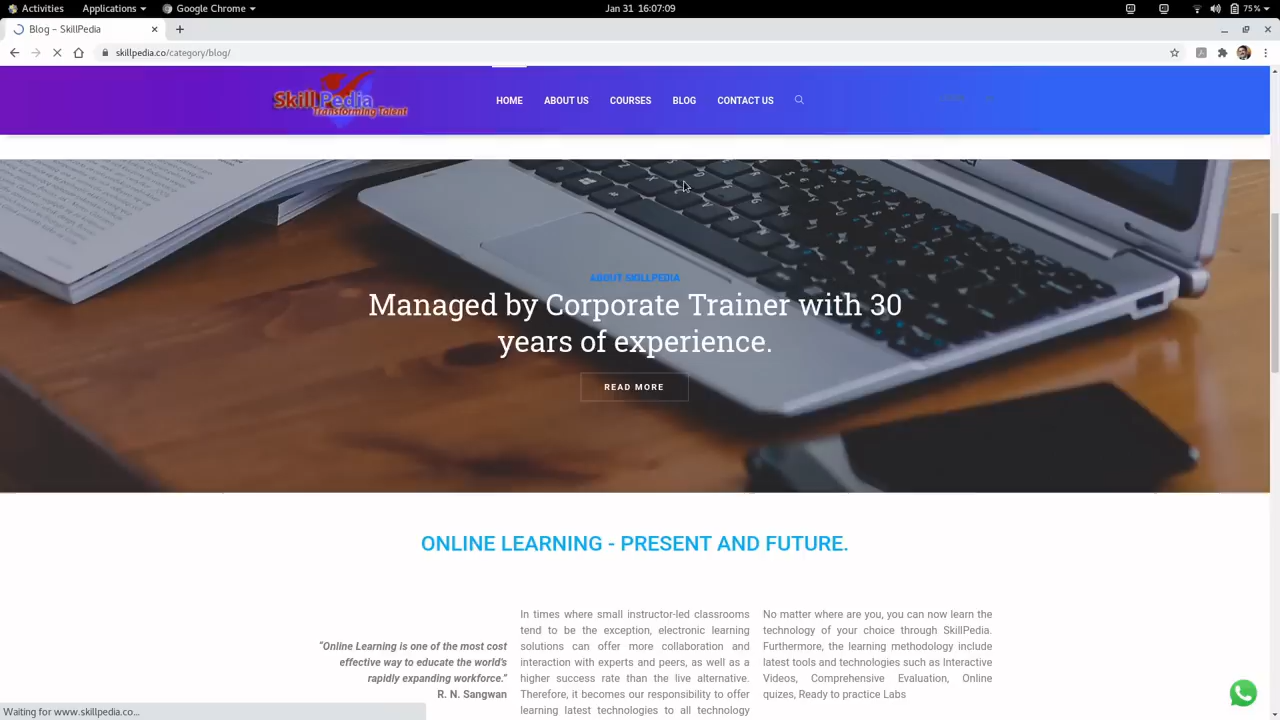 Activities Applications Google Chrome Jan 31 16:07:09 75%
Blog – SkillPedia
skillpedia.co/category/blog/
SkillPedia
Transforming Talent
HOME ABOUT US COURSES BLOG CONTACT US
ABOUT SKILLPEDIA
Managed by Corporate Trainer with 30
years of experience.
READ MORE
ONLINE LEARNING - PRESENT AND FUTURE.
“Online Learning is one of the most cost
effective way to educate the world’s
rapidly expanding workforce.”
R. N. Sangwan
In times where small instructor-led classrooms
tend to be the exception, electronic learning
solutions can offer more collaboration and
interaction with experts and peers, as well as a
higher success rate than the live alternative.
Therefore, it becomes our responsibility to offer
learning latest technologies to all technology
No matter where are you, you can now learn the
technology of your choice through SkillPedia.
Furthermore, the learning methodology include
latest tools and technologies such as Interactive
Videos, Comprehensive Evaluation, Online
quizes, Ready to practice Labs
Waiting for www.skillpedia.co...